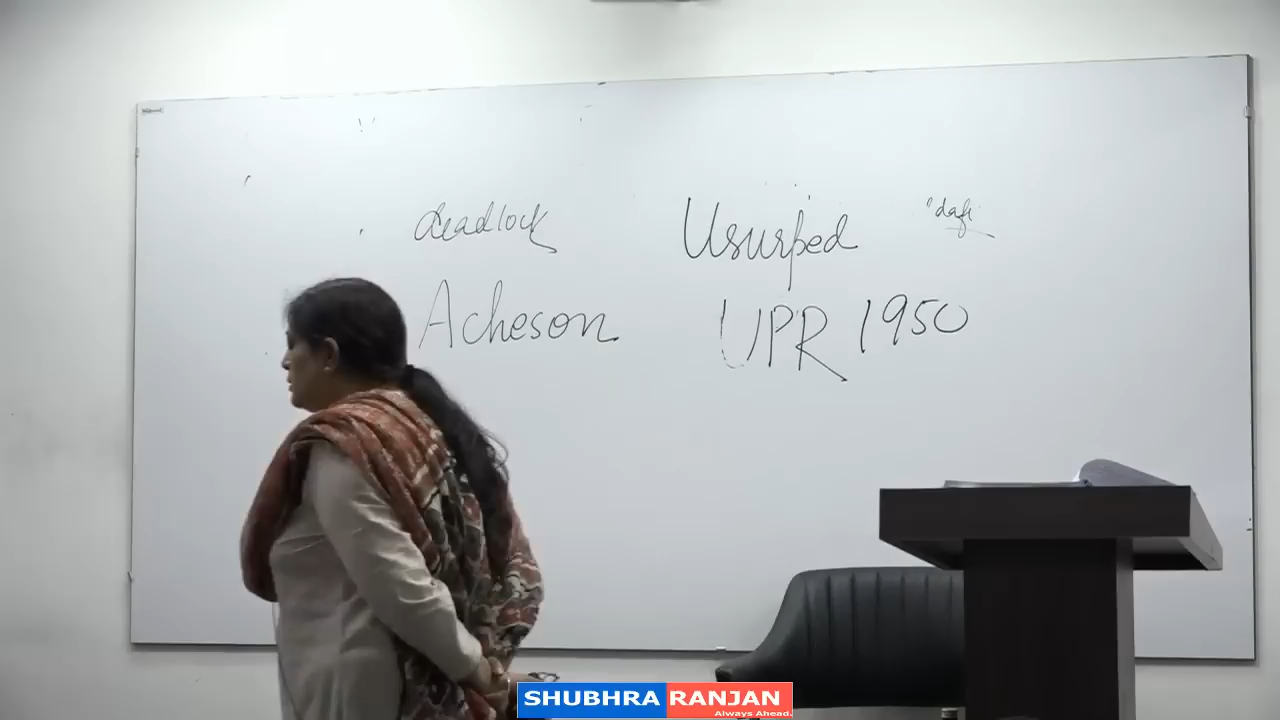 deadlock Usurped
Acheson UPR 1950
SHUBHRA RANJAN
Always Ahead.